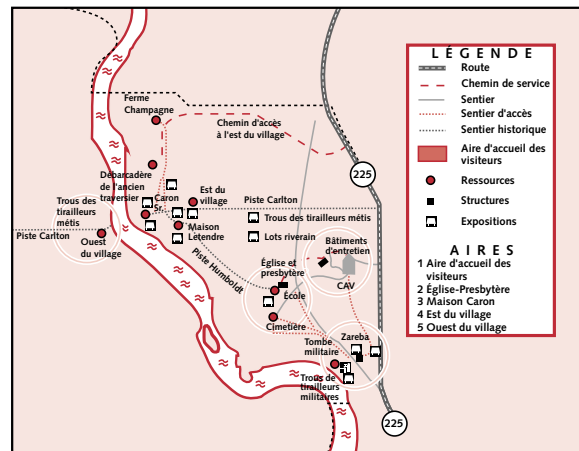 Ferme
Champagne
Chemin d'accès
à l'est du village
225
Débarcadère
de l'ancien
traversier
Caron
Sr.
Est du
village
Trous des
tirailleurs
métis
Piste Carlton
Trous des tirailleurs métis
Piste Carlton
Ouest
du village
Maison
Letendre
Lots riverain
Piste Humboldt
Bâtiments
d'entretien
Église et
presbytère
CAV
École
Cimetière
Tombe
militaire
Zareba
Trous de
tirailleurs
militaires
225
LÉGENDE
Route
Chemin de service
Sentier
Sentier d'accès
Sentier historique
Aire d'accueil des
visiteurs
Ressources
Structures
Expositions
AIRES
1 Aire d'accueil des
visiteurs
2 Église-Presbytère
3 Maison Caron
4 Est du village
5 Ouest du village